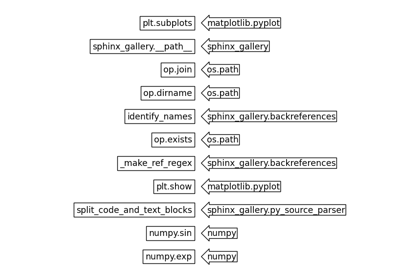 plt.subplots matplotlib.pyplot
sphinx_gallery.__path__ sphinx_gallery
op.join os.path
op.dirname os.path
identify_names sphinx_gallery.backreferences
op.exists os.path
_make_ref_regex sphinx_gallery.backreferences
plt.show matplotlib.pyplot
split_code_and_text_blocks sphinx_gallery.py_source_parser
numpy.sin numpy
numpy.exp numpy